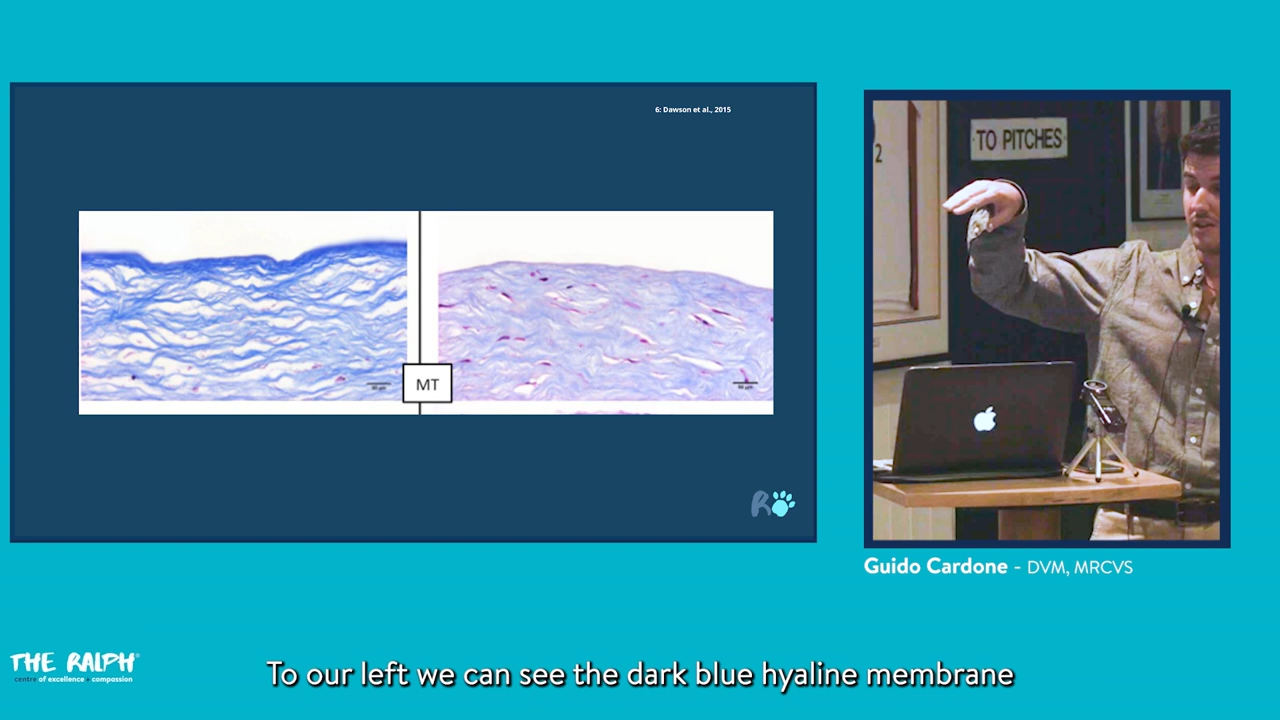 6: Dawson et al., 2015
MT
2
TO PITCHES
Guido Cardone - DVM, MRCVS
THE RALPH
centre of excellence + compassion
To our left we can see the dark blue hyaline membrane